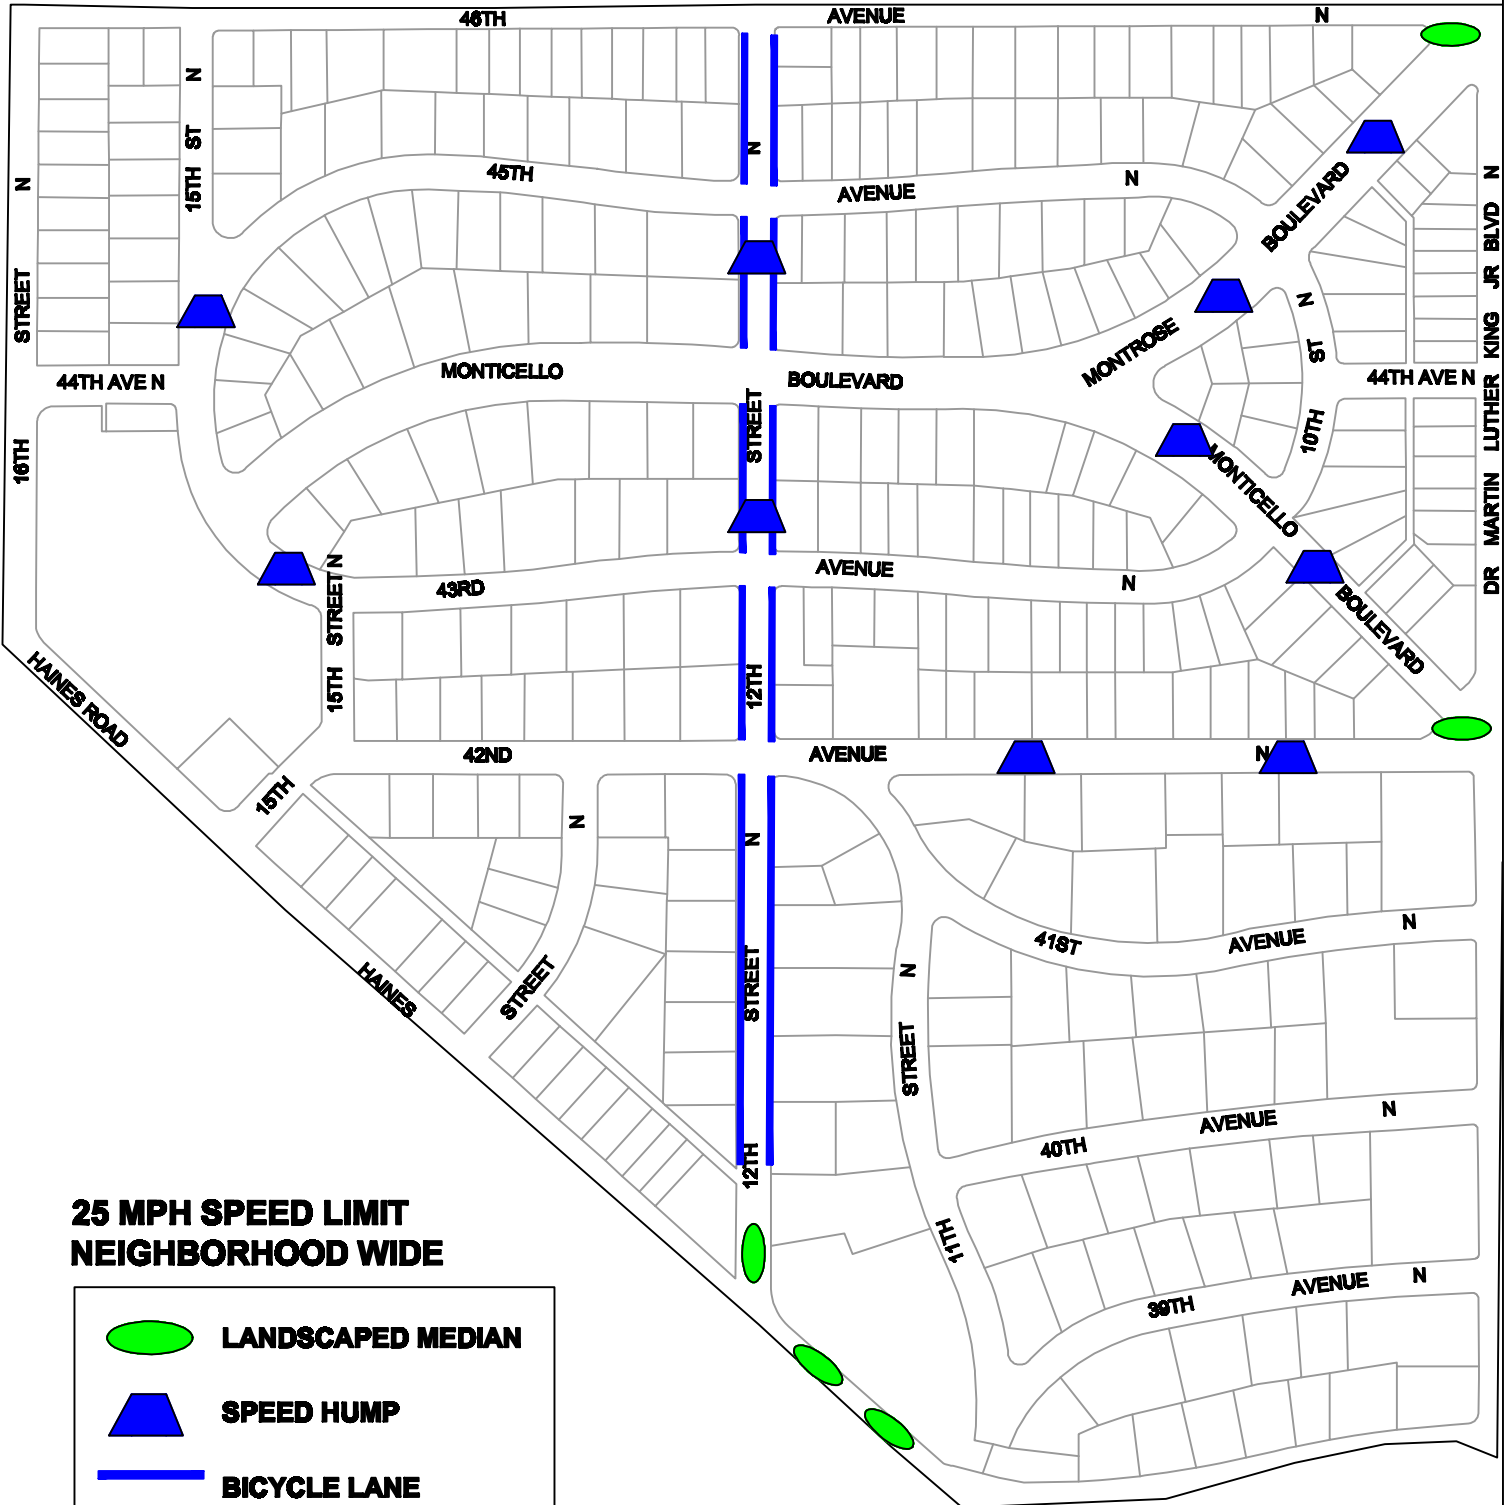 46TH AVENUE N
15TH ST N
N
45TH AVENUE N
BOULEVARD
DR MARTIN LUTHER KING JR BLVD N
16TH STREET N
MONTROSE
10TH ST N
44TH AVE N
MONTICELLO BOULEVARD
44TH AVE N
STREET
MONTICELLO BOULEVARD
43RD AVENUE N
15TH STREET N
HAINES ROAD
12TH
42ND AVENUE N
15TH
N
N
STREET
41ST AVENUE N
STREET
12TH
HAINES
11TH STREET N
40TH AVENUE N
39TH AVENUE N
25 MPH SPEED LIMIT
NEIGHBORHOOD WIDE
LANDSCAPED MEDIAN
SPEED HUMP
BICYCLE LANE